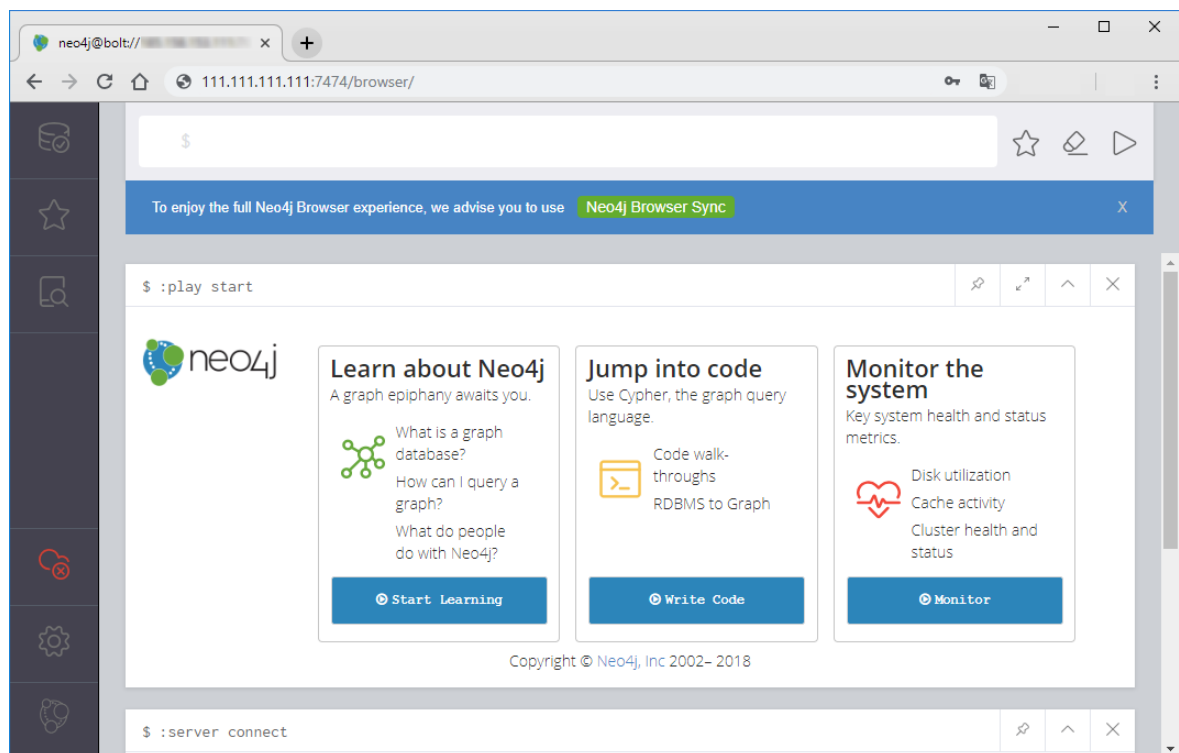 neo4j@bolt://
111.111.111.111:7474/browser/
$
To enjoy the full Neo4j Browser experience, we advise you to use Neo4j Browser Sync X
$ :play start
neo4j
Learn about Neo4j
A graph epiphany awaits you.
What is a graph
database?
How can I query a
graph?
What do people
do with Neo4j?
Start Learning
Jump into code
Use Cypher, the graph query
language.
Code walk-
throughs
RDBMS to Graph
Write Code
Monitor the
system
Key system health and status
metrics.
Disk utilization
Cache activity
Cluster health and
status
Monitor
Copyright © Neo4j, Inc 2002– 2018
$ :server connect